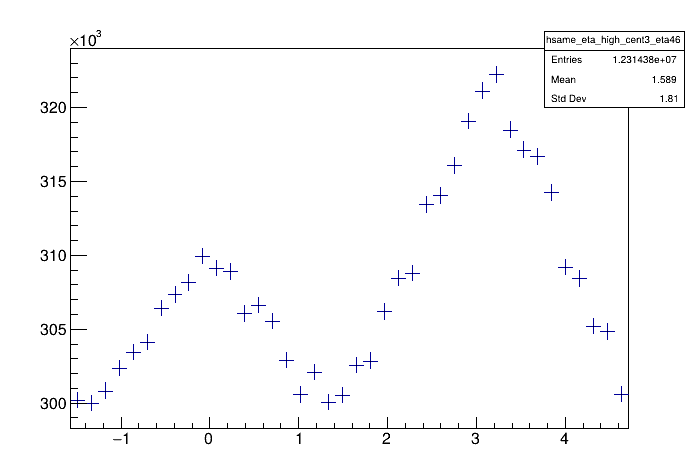 ×10³
hsame_eta_high_cent3_eta46
Entries 1.231438e+07
Mean 1.589
Std Dev 1.81
320
315
310
305
300
−1 0 1 2 3 4